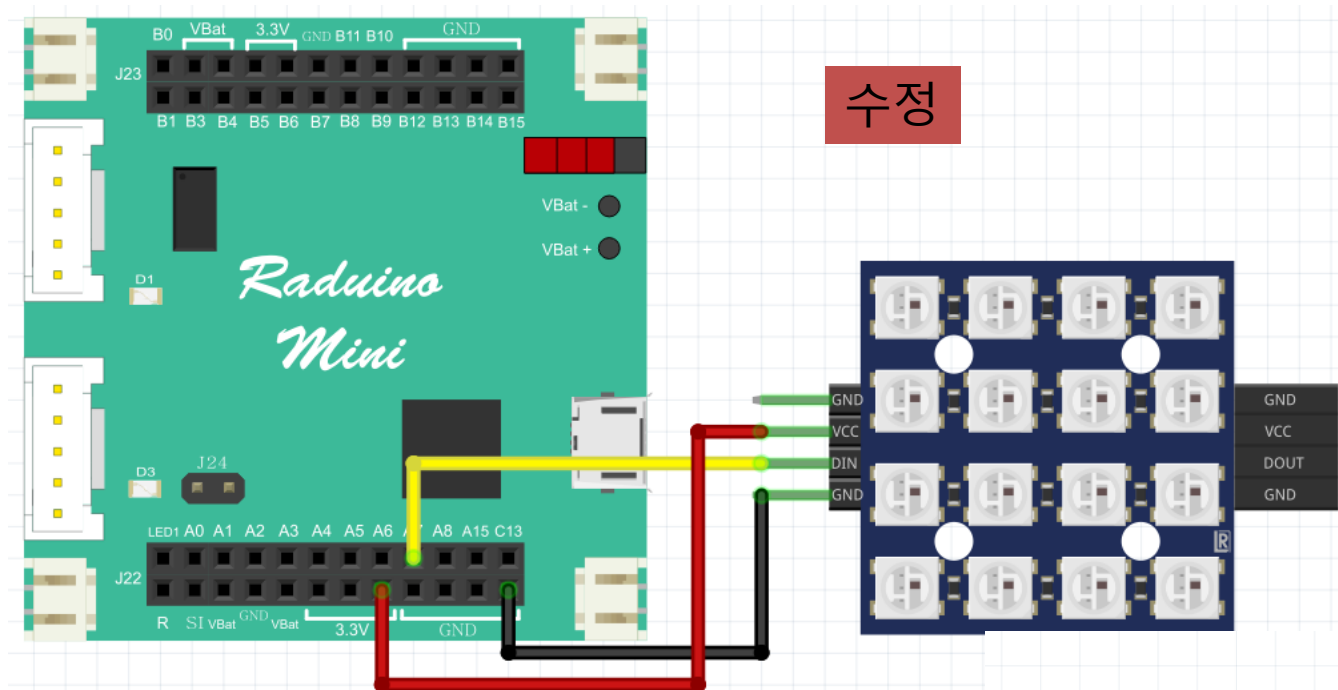 B0 VBat 3.3V GND B11 B10 GND
J23
B1 B3 B4 B5 B6 B7 B8 B9 B12 B13 B14 B15
수정
VBat -
VBat +
Raduino
Mini
D1
GND
VCC
DIN
GND
GND
VCC
DOUT
GND
D3
J24
LED1 A0 A1 A2 A3 A4 A5 A6 A8 A15 C13
J22
R SI VBat GND VBat 3.3V GND
R